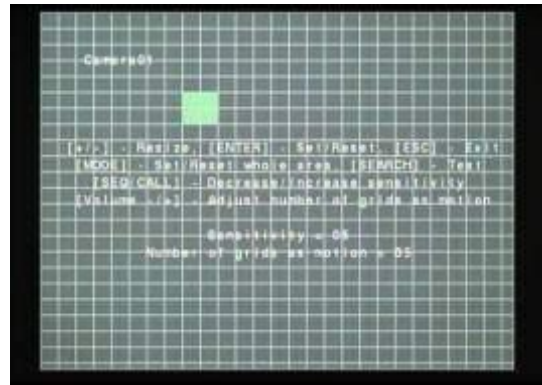 Camera01
[+/-] - Resize, [ENTER] - Set/Reset, [ESC] - Exit
[MODE] - Set/Reset whole area, [SEARCH] - Test
[SEQ/CALL] - Decrease/Increase sensitivity
[Volume -/+] - Adjust number of grids as motion
Sensitivity = 05
Number of grids as motion = 05